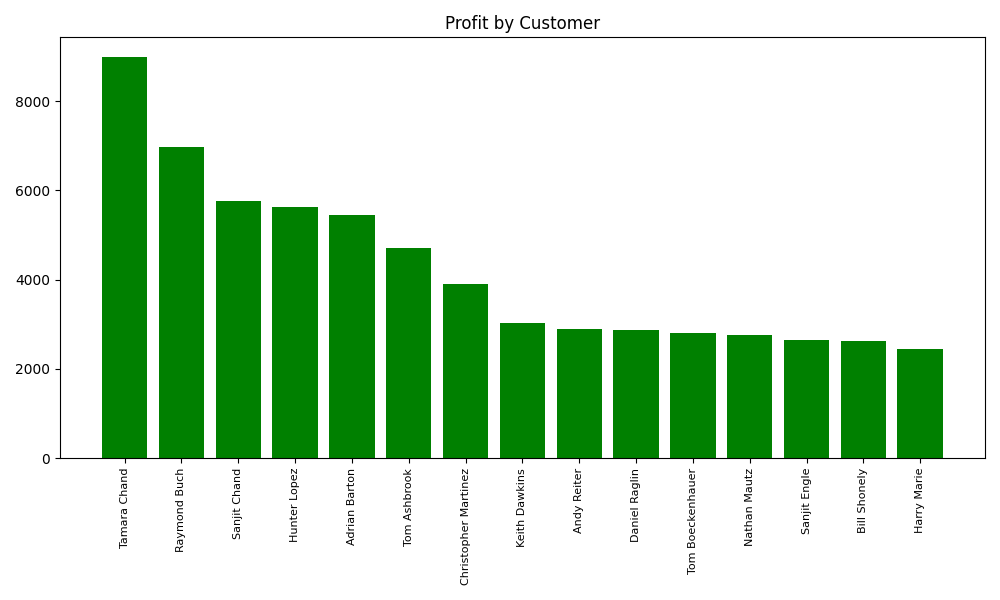 Profit by Customer
8000
6000
4000
2000
0
Tamara Chand
Raymond Buch
Sanjit Chand
Hunter Lopez
Adrian Barton
Tom Ashbrook
Christopher Martinez
Keith Dawkins
Andy Reiter
Daniel Raglin
Tom Boeckenhauer
Nathan Mautz
Sanjit Engle
Bill Shonely
Harry Marie